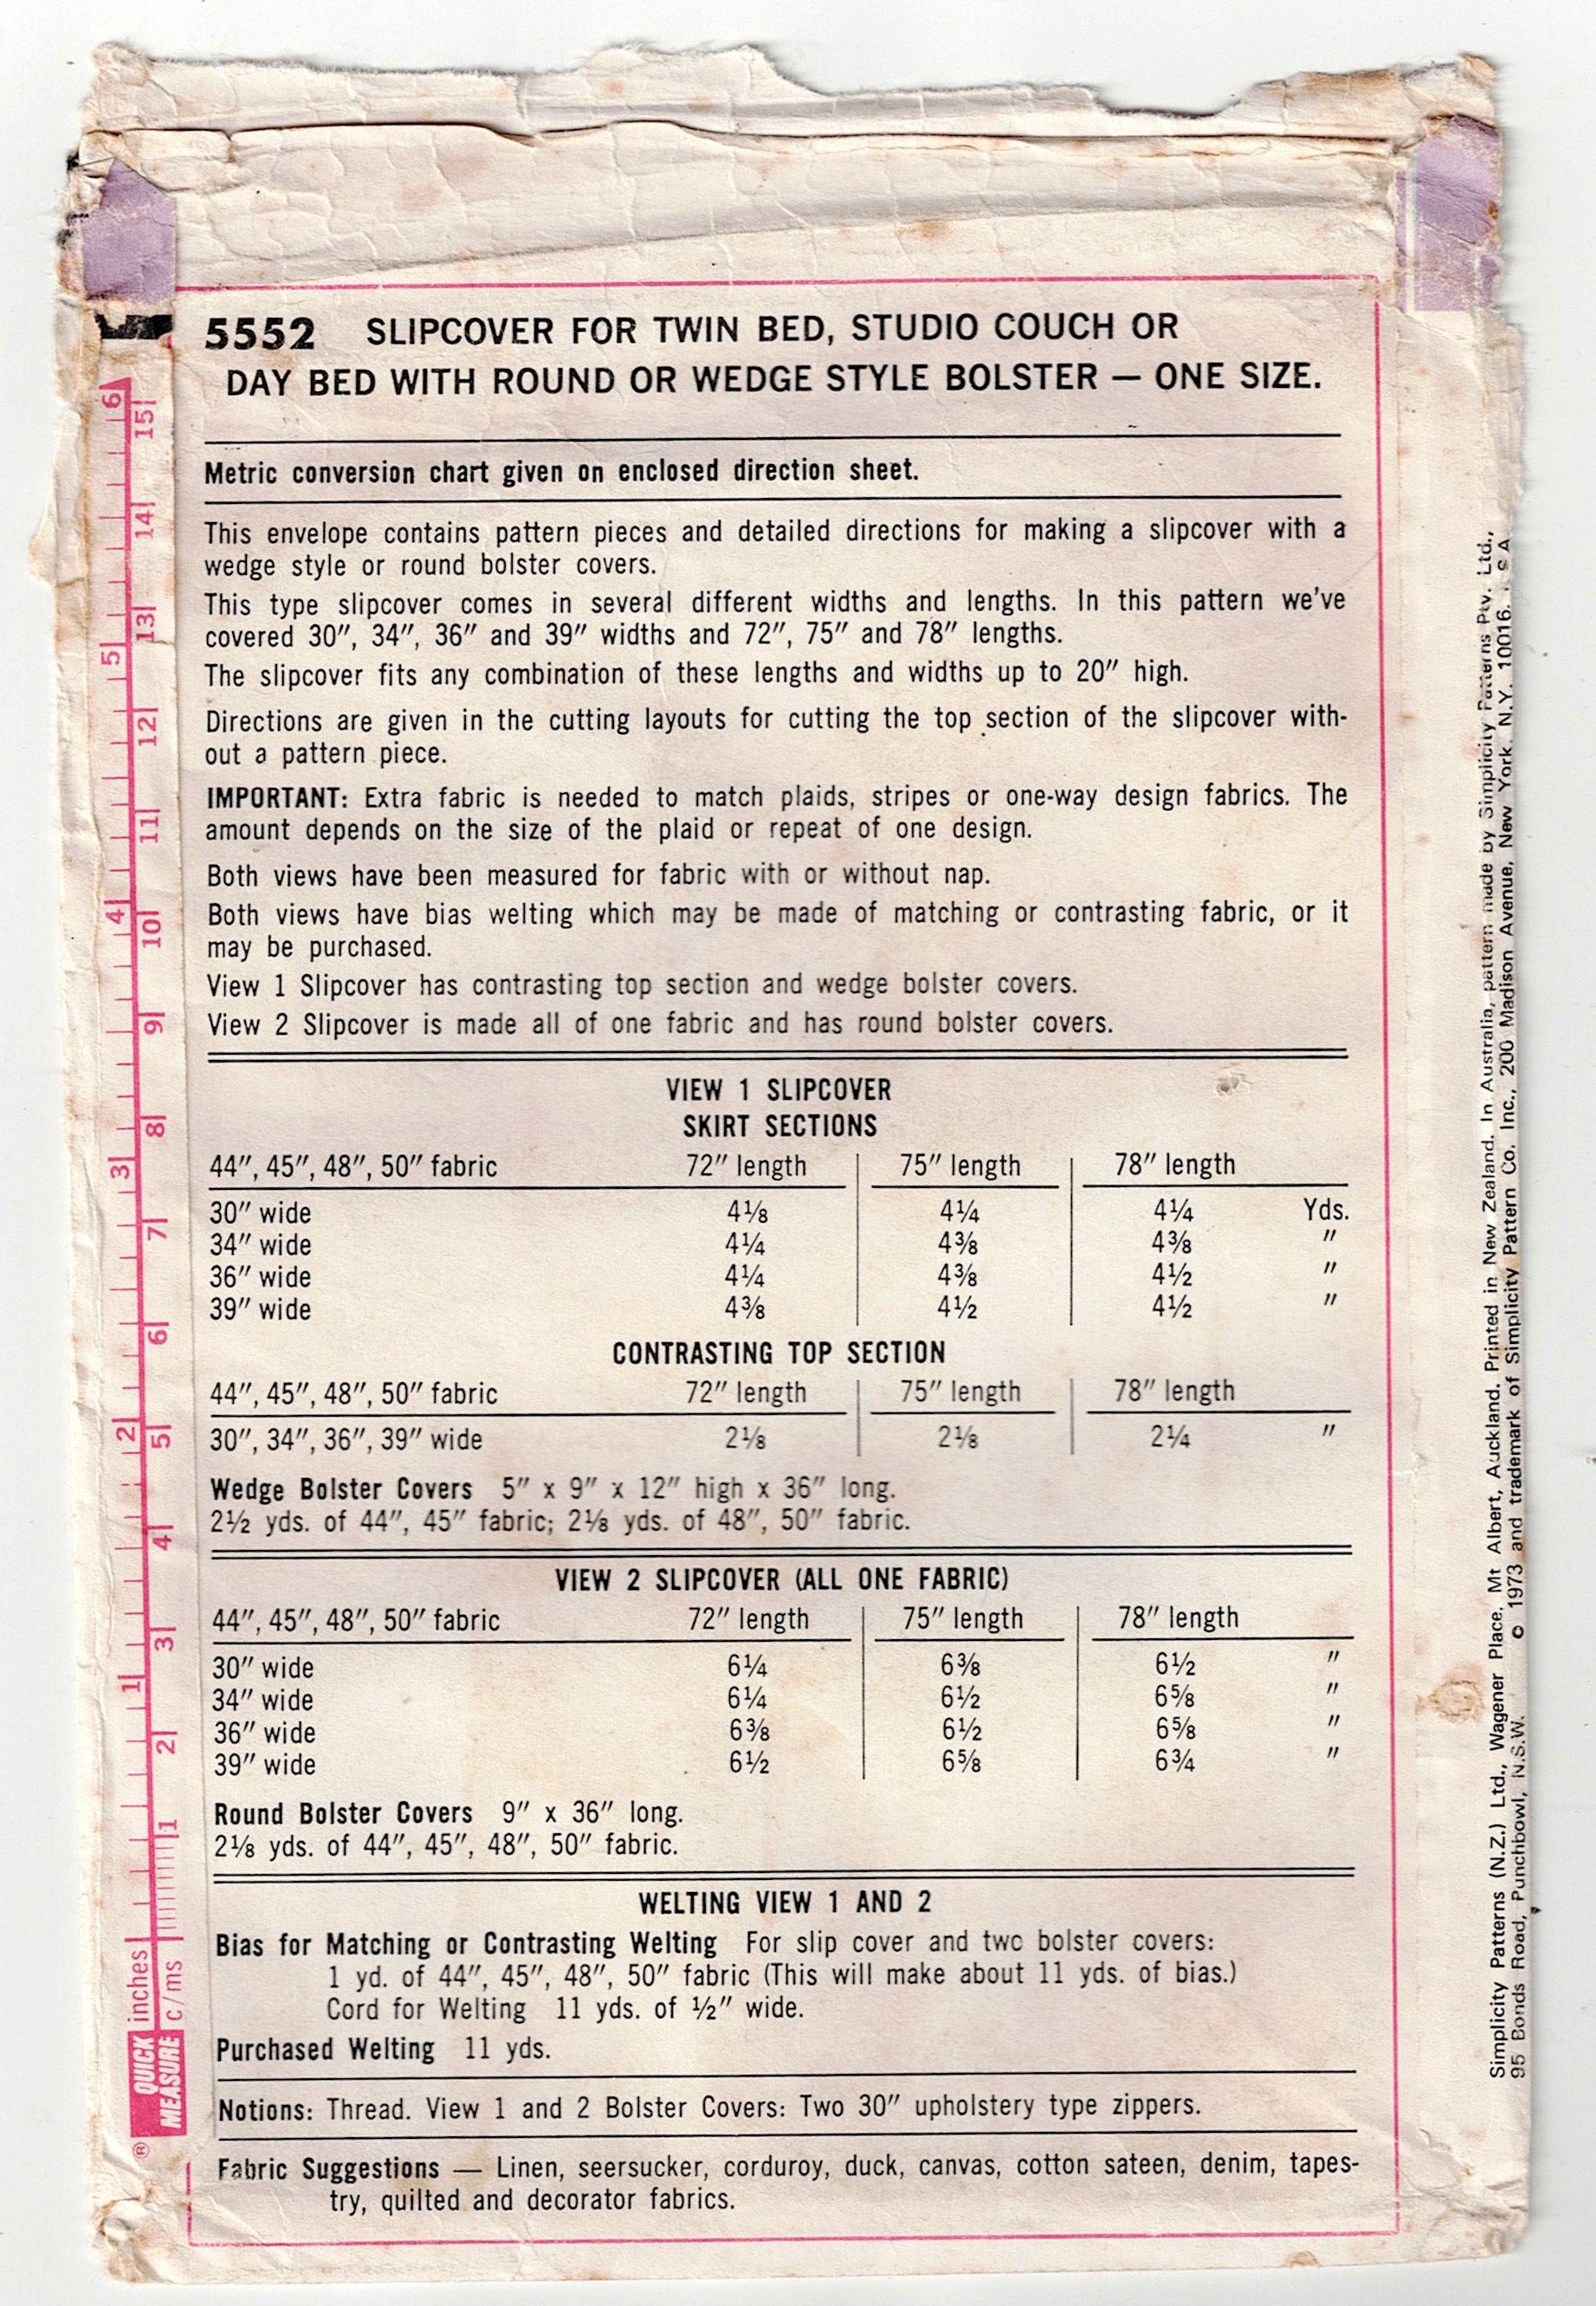 5552 SLIPCOVER FOR TWIN BED, STUDIO COUCH OR
DAY BED WITH ROUND OR WEDGE STYLE BOLSTER — ONE SIZE.
Metric conversion chart given on enclosed direction sheet.
This envelope contains pattern pieces and detailed directions for making a slipcover with a
wedge style or round bolster covers.
This type slipcover comes in several different widths and lengths. In this pattern we've
covered 30", 34", 36" and 39" widths and 72", 75" and 78" lengths.
The slipcover fits any combination of these lengths and widths up to 20" high.
Directions are given in the cutting layouts for cutting the top section of the slipcover with-
out a pattern piece.
IMPORTANT: Extra fabric is needed to match plaids, stripes or one-way design fabrics. The
amount depends on the size of the plaid or repeat of one design.
Both views have been measured for fabric with or without nap.
Both views have bias welting which may be made of matching or contrasting fabric, or it
may be purchased.
View 1 Slipcover has contrasting top section and wedge bolster covers.
View 2 Slipcover is made all of one fabric and has round bolster covers.
VIEW 1 SLIPCOVER
SKIRT SECTIONS
44", 45", 48", 50" fabric 72" length 75" length 78" length
30" wide 4⅛ 4¼ 4¼ Yds.
34" wide 4¼ 4⅜ 4⅜ "
36" wide 4¼ 4⅜ 4½ "
39" wide 4⅜ 4½ 4½ "
CONTRASTING TOP SECTION
44", 45", 48", 50" fabric 72" length 75" length 78" length
30", 34", 36", 39" wide 2⅛ 2⅛ 2¼ "
Wedge Bolster Covers 5" x 9" x 12" high x 36" long.
2½ yds. of 44", 45" fabric; 2⅛ yds. of 48", 50" fabric.
VIEW 2 SLIPCOVER (ALL ONE FABRIC)
44", 45", 48", 50" fabric 72" length 75" length 78" length
30" wide 6¼ 6⅜ 6½ "
34" wide 6¼ 6½ 6⅝ "
36" wide 6⅜ 6½ 6⅝ "
39" wide 6½ 6⅝ 6¾ "
Round Bolster Covers 9" x 36" long.
2⅛ yds. of 44", 45", 48", 50" fabric.
WELTING VIEW 1 AND 2
Bias for Matching or Contrasting Welting For slip cover and two bolster covers:
1 yd. of 44", 45", 48", 50" fabric (This will make about 11 yds. of bias.)
Cord for Welting 11 yds. of ½" wide.
Purchased Welting 11 yds.
Notions: Thread. View 1 and 2 Bolster Covers: Two 30" upholstery type zippers.
Fabric Suggestions — Linen, seersucker, corduroy, duck, canvas, cotton sateen, denim, tapes-
try, quilted and decorator fabrics.
QUICK inches 1 2 3 4 5 6
MEASURE c/ms 1 2 3 4 5 6 7 8 9 10 11 12 13 14 15
®
Simplicity Patterns (N.Z.) Ltd., Wagener Place, Mt Albert, Auckland. Printed in New Zealand. In Australia, pattern made by Simplicity Patterns Pty. Ltd.,
95 Bonds Road, Punchbowl, N.S.W. © 1973 and trademark of Simplicity Pattern Co. Inc., 200 Madison Avenue, New York, N.Y. 10016.